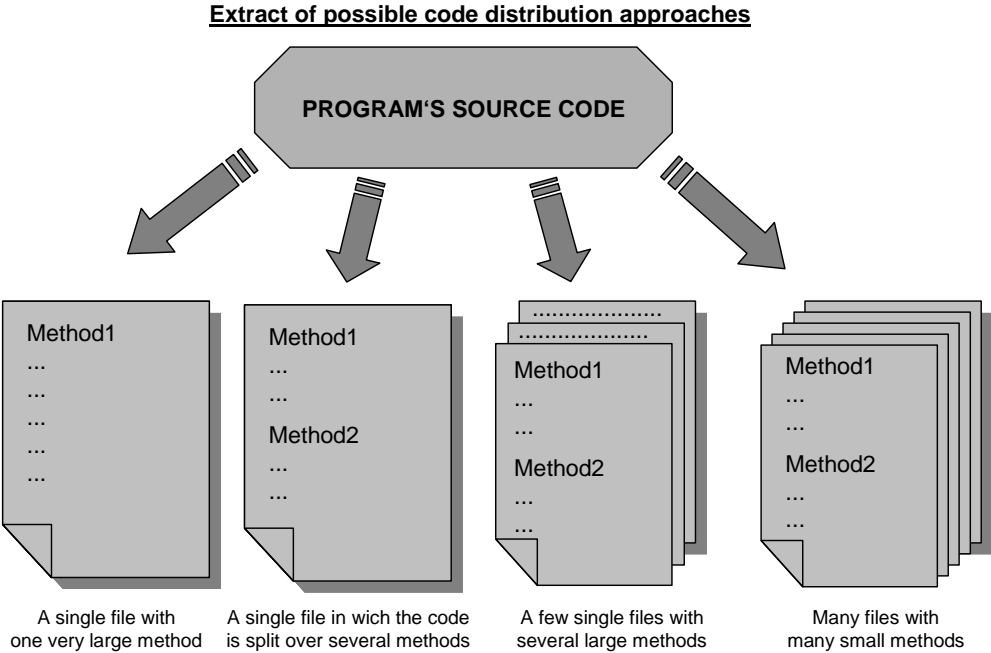 Extract of possible code distribution approaches
PROGRAM‘S SOURCE CODE
Method1
...
...
...
...
...
Method1
...
...
Method2
...
...
.....................
.....................
Method1
...
...
Method2
...
...
Method1
...
...
Method2
...
...
A single file with
one very large method
A single file in wich the code
is split over several methods
A few single files with
several large methods
Many files with
many small methods